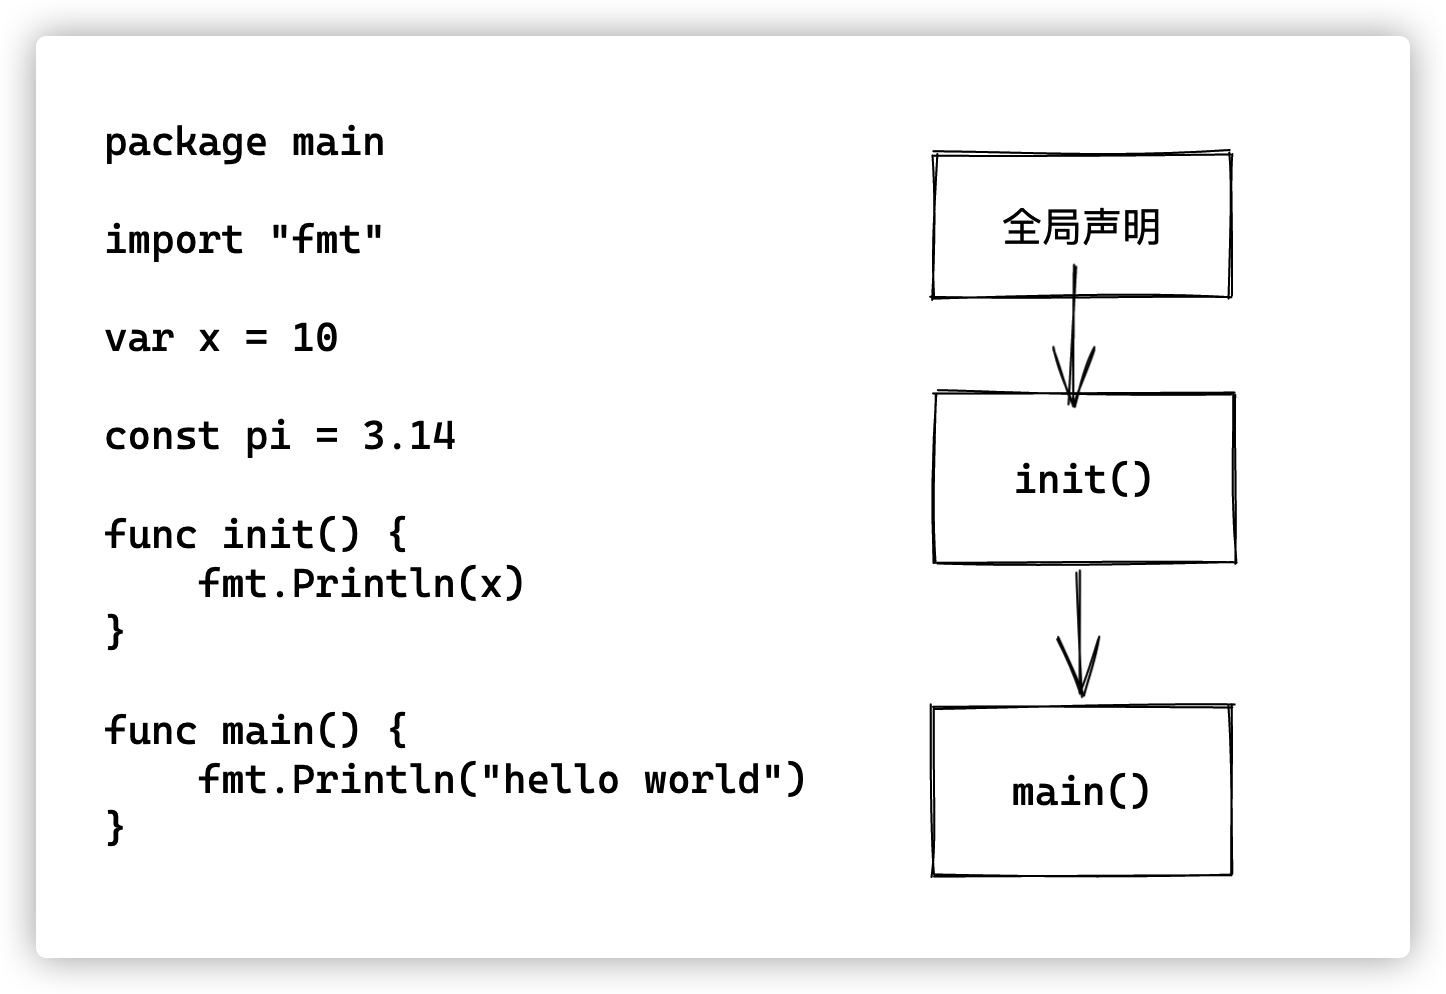 package main
import "fmt"
var x = 10
const pi = 3.14
func init() {
    fmt.Println(x)
}
func main() {
    fmt.Println("hello world")
}
全局声明
init()
main()